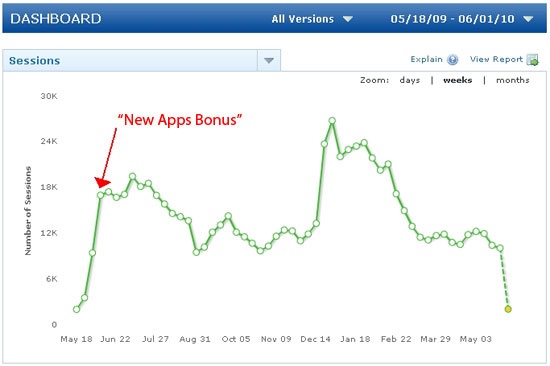 DASHBOARD
All Versions
05/18/09 - 06/01/10
Sessions
Explain
View Report
Zoom: days | weeks | months
"New Apps Bonus"
Number of Sessions
30K
24K
18K
12K
6K
0
May 18 Jun 22 Jul 27 Aug 31 Oct 05 Nov 09 Dec 14 Jan 18 Feb 22 Mar 29 May 03